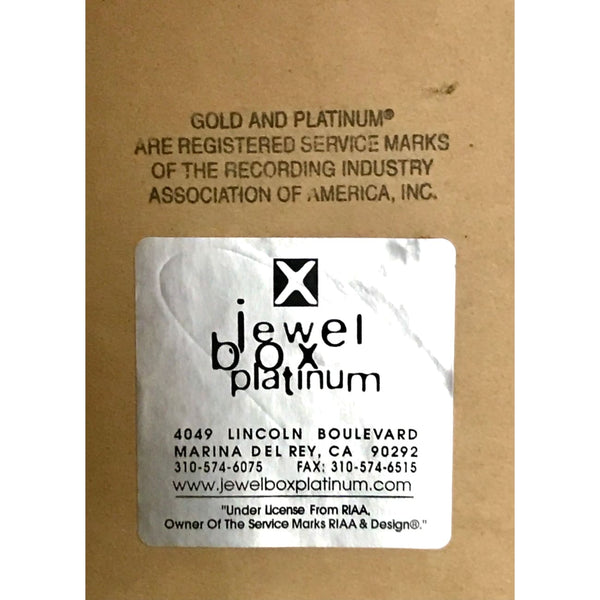 GOLD AND PLATINUM®
ARE REGISTERED SERVICE MARKS
OF THE RECORDING INDUSTRY
ASSOCIATION OF AMERICA, INC.
X
jewel
box
platinum
4049 LINCOLN BOULEVARD
MARINA DEL REY, CA 90292
310-574-6075 FAX: 310-574-6515
www.jewelboxplatinum.com
"Under License From RIAA,
Owner Of The Service Marks RIAA & Design®."